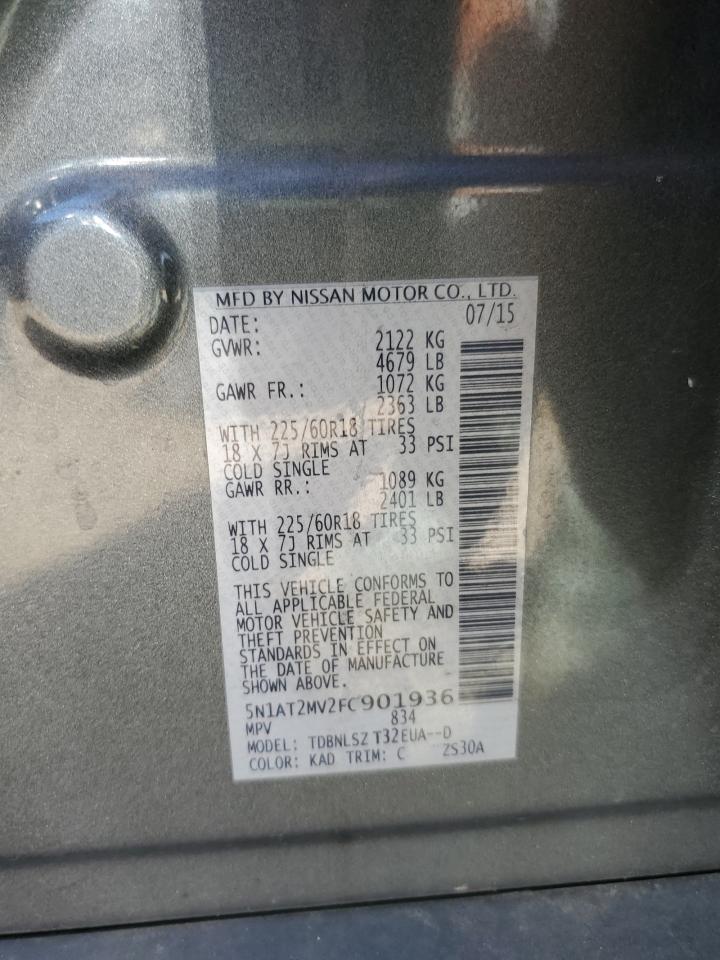 MFD BY NISSAN MOTOR CO., LTD.
DATE: 07/15
GVWR: 2122 KG
4679 LB
GAWR FR.: 1072 KG
2363 LB
WITH 225/60R18 TIRES
18 X 7J RIMS AT 33 PSI
COLD SINGLE
GAWR RR.: 1089 KG
2401 LB
WITH 225/60R18 TIRES
18 X 7J RIMS AT 33 PSI
COLD SINGLE
THIS VEHICLE CONFORMS TO
ALL APPLICABLE FEDERAL
MOTOR VEHICLE SAFETY AND
THEFT PREVENTION
STANDARDS IN EFFECT ON
THE DATE OF MANUFACTURE
SHOWN ABOVE.
5N1AT2MV2FC901936
MPV 834
MODEL: TDBNLSZ T32EUA--D
COLOR: KAD TRIM: C ZS30A